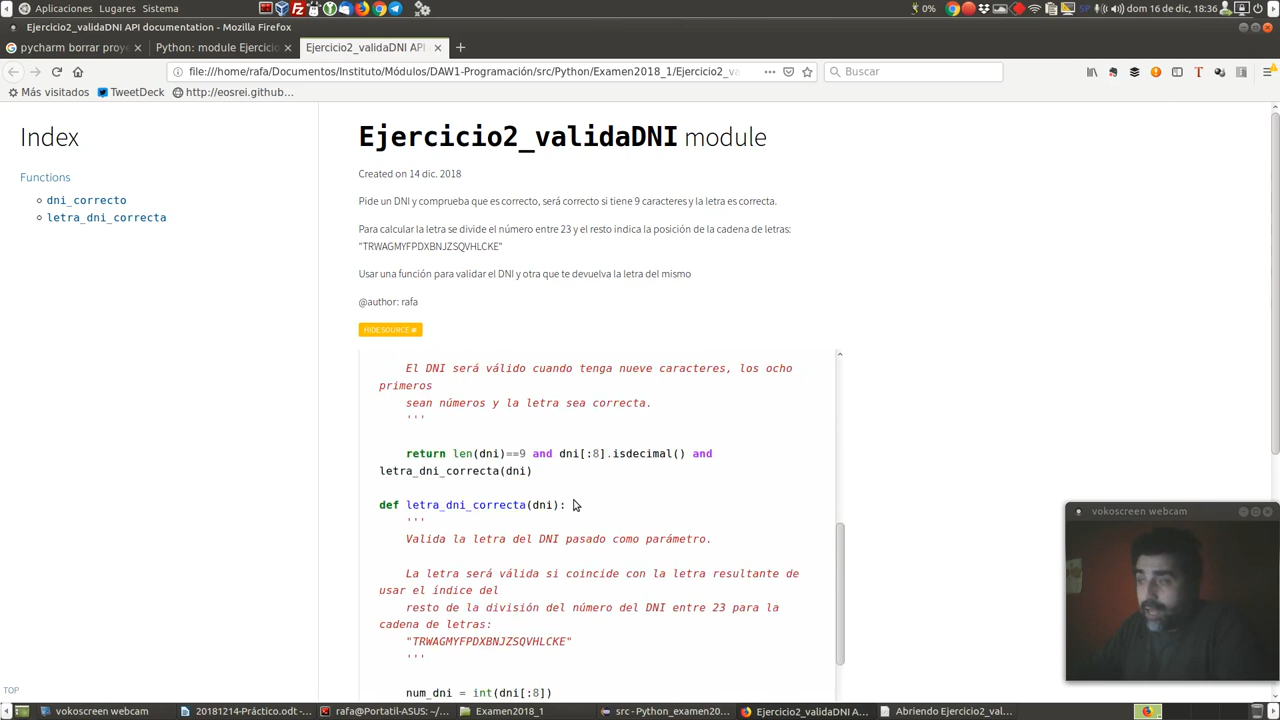 Aplicaciones Lugares Sistema
0% SP dom 16 de dic, 18:36
Ejercicio2_validaDNI API documentation - Mozilla Firefox
pycharm borrar proye
Python: module Ejercicio
Ejercicio2_validaDNI API
file:///home/rafa/Documentos/Instituto/Módulos/DAW1-Programación/src/Python/Examen2018_1/Ejercicio2_va
Buscar
Más visitados TweetDeck http://eosrei.github...
Index
Functions
dni_correcto
letra_dni_correcta
Ejercicio2_validaDNI module
Created on 14 dic. 2018
Pide un DNI y comprueba que es correcto, será correcto si tiene 9 caracteres y la letra es correcta.
Para calcular la letra se divide el número entre 23 y el resto indica la posición de la cadena de letras:
"TRWAGMYFPDXBNJZSQVHLCKE"
Usar una función para validar el DNI y otra que te devuelva la letra del mismo
@author: rafa
HIDE SOURCE
El DNI será válido cuando tenga nueve caracteres, los ocho
primeros
sean números y la letra sea correcta.
'''
return len(dni)==9 and dni[:8].isdecimal() and
letra_dni_correcta(dni)
def letra_dni_correcta(dni):
'''
Valida la letra del DNI pasado como parámetro.
La letra será válida si coincide con la letra resultante de
usar el índice del
resto de la división del número del DNI entre 23 para la
cadena de letras:
"TRWAGMYFPDXBNJZSQVHLCKE"
'''
num_dni = int(dni[:8])
vokoscreen webcam
TOP
vokoscreen webcam
20181214-Práctico.odt -...
rafa@Portatil-ASUS: ~/...
Examen2018_1
src - Python_examen20...
Ejercicio2_validaDNI A...
Abriendo Ejercicio2_val...